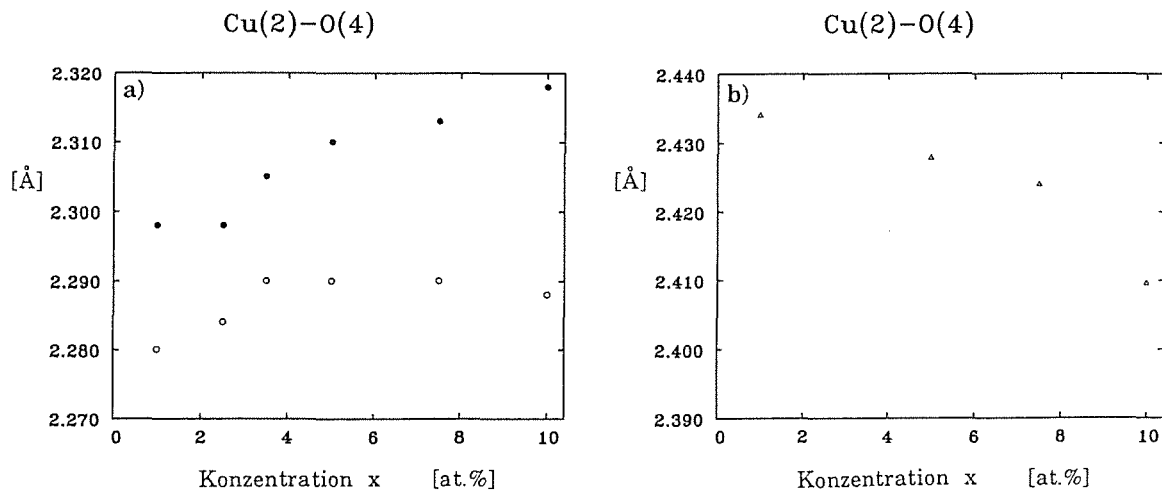 Cu(2)-O(4)
a)
2.320
2.310
[Å]
2.300
2.290
2.280
2.270
0 2 4 6 8 10
Konzentration x [at.%]
Cu(2)-O(4)
b)
2.440
2.430
[Å]
2.420
2.410
2.400
2.390
0 2 4 6 8 10
Konzentration x [at.%]